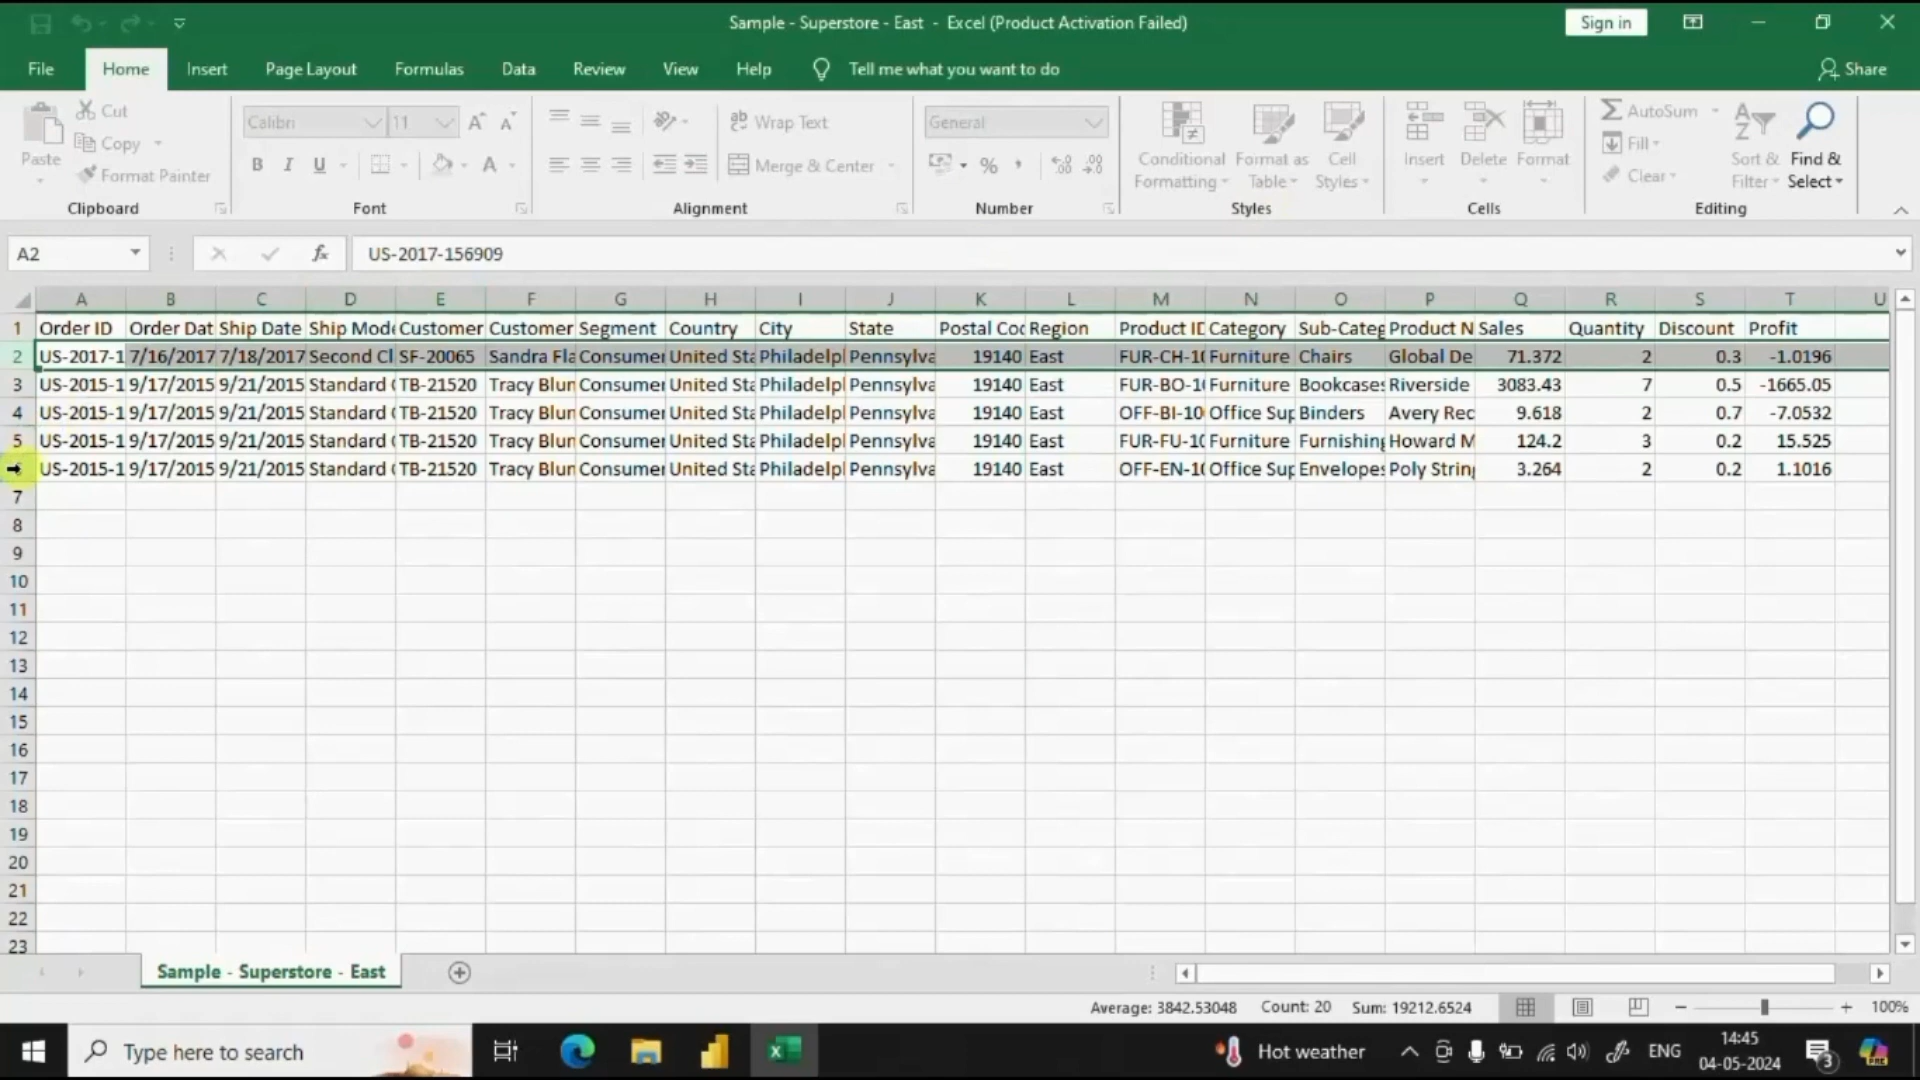 Sample - Superstore - East - Excel (Product Activation Failed)
Sign in
File Home Insert Page Layout Formulas Data Review View Help Tell me what you want to do Share
Paste Cut Copy Format Painter Clipboard
Calibri 11 B I U A Font
Wrap Text Merge & Center Alignment
General % Number
Conditional Formatting Format as Table Cell Styles Styles
Insert Delete Format Cells
AutoSum Fill Clear Sort & Filter Find & Select Editing
A2 fx US-2017-156909
A B C D E F G H I J K L M N O P Q R S T U
1 Order ID Order Dat Ship Date Ship Mode Customer Customer Segment Country City State Postal Coc Region Product ID Category Sub-Categ Product N Sales Quantity Discount Profit
2 US-2017-1 7/16/2017 7/18/2017 Second Cl SF-20065 Sandra Fla Consumer United Sta Philadelpl Pennsylva 19140 East FUR-CH-10 Furniture Chairs Global De 71.372 2 0.3 -1.0196
3 US-2015-1 9/17/2015 9/21/2015 Standard TB-21520 Tracy Blun Consumer United Sta Philadelpl Pennsylva 19140 East FUR-BO-1 Furniture Bookcases Riverside 3083.43 7 0.5 -1665.05
4 US-2015-1 9/17/2015 9/21/2015 Standard TB-21520 Tracy Blun Consumer United Sta Philadelpl Pennsylva 19140 East OFF-BI-10 Office Sup Binders Avery Rec 9.618 2 0.7 -7.0532
5 US-2015-1 9/17/2015 9/21/2015 Standard TB-21520 Tracy Blun Consumer United Sta Philadelpl Pennsylva 19140 East FUR-FU-10 Furniture Furnishing Howard M 124.2 3 0.2 15.525
US-2015-1 9/17/2015 9/21/2015 Standard TB-21520 Tracy Blun Consumer United Sta Philadelpl Pennsylva 19140 East OFF-EN-10 Office Sup Envelopes Poly String 3.264 2 0.2 1.1016
7
8
9
10
11
12
13
14
15
16
17
18
19
20
21
22
23
Sample - Superstore - East
Average: 3842.53048 Count: 20 Sum: 19212.6524 100%
Type here to search Hot weather ENG 14:45
04-05-2024 3